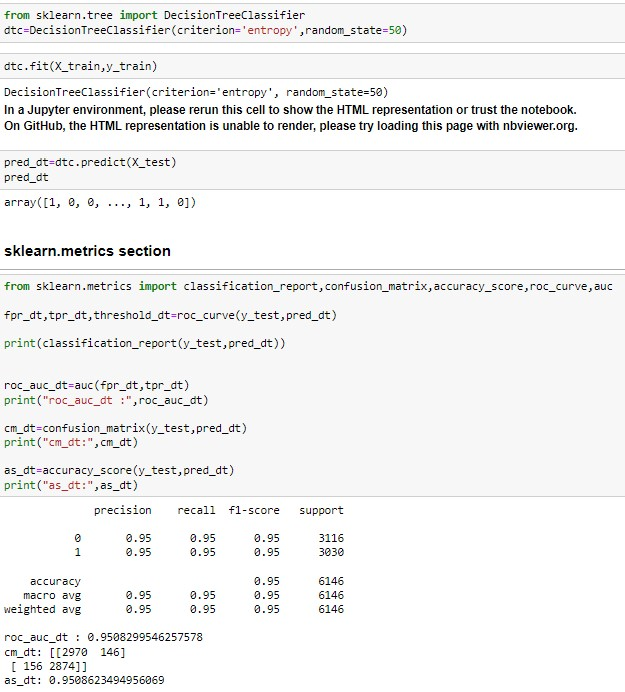 from sklearn.tree import DecisionTreeClassifier
dtc=DecisionTreeClassifier(criterion='entropy',random_state=50)
dtc.fit(X_train,y_train)
DecisionTreeClassifier(criterion='entropy', random_state=50)
In a Jupyter environment, please rerun this cell to show the HTML representation or trust the notebook.
On GitHub, the HTML representation is unable to render, please try loading this page with nbviewer.org.
pred_dt=dtc.predict(X_test)
pred_dt
array([1, 0, 0, ..., 1, 1, 0])
sklearn.metrics section
from sklearn.metrics import classification_report,confusion_matrix,accuracy_score,roc_curve,auc
fpr_dt,tpr_dt,threshold_dt=roc_curve(y_test,pred_dt)
print(classification_report(y_test,pred_dt))
roc_auc_dt=auc(fpr_dt,tpr_dt)
print("roc_auc_dt :",roc_auc_dt)
cm_dt=confusion_matrix(y_test,pred_dt)
print("cm_dt:",cm_dt)
as_dt=accuracy_score(y_test,pred_dt)
print("as_dt:",as_dt)
precision recall f1-score support
0 0.95 0.95 0.95 3116
1 0.95 0.95 0.95 3030
accuracy 0.95 6146
macro avg 0.95 0.95 0.95 6146
weighted avg 0.95 0.95 0.95 6146
roc_auc_dt : 0.9508299546257578
cm_dt: [[2970 146]
[ 156 2874]]
as_dt: 0.9508623494956069